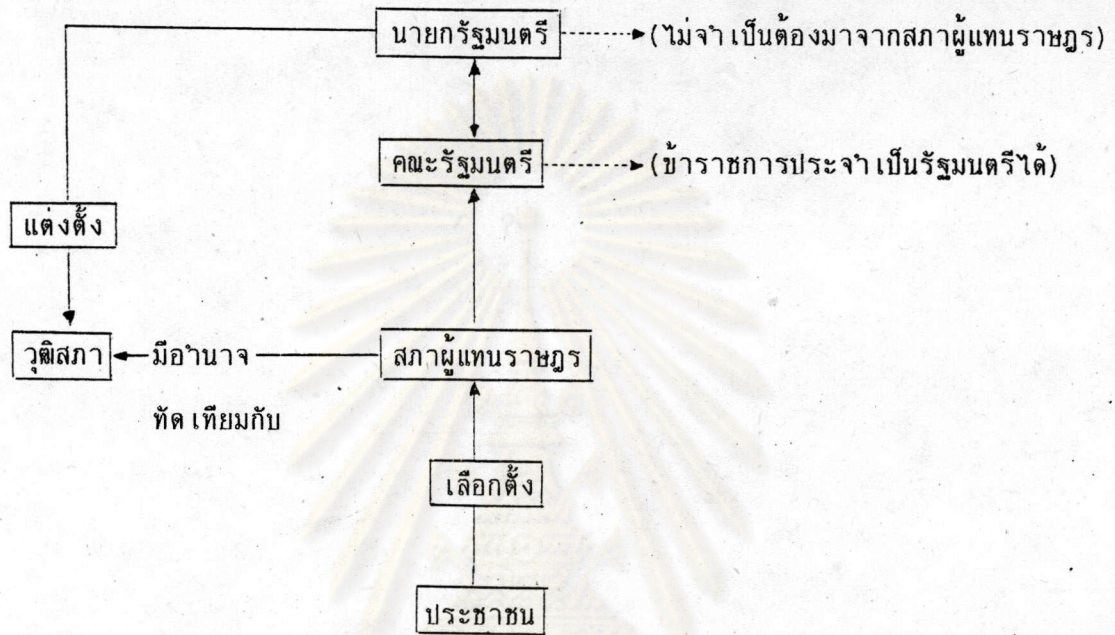 นายกรัฐมนตรี (ไม่จำเป็นต้องมาจากสภาผู้แทนราษฎร)
คณะรัฐมนตรี (ข้าราชการประจำเป็นรัฐมนตรีได้)
แต่งตั้ง
วุฒิสภา มีอำนาจ สภาผู้แทนราษฎร
ทัดเทียมกับ
เลือกตั้ง
ประชาชน